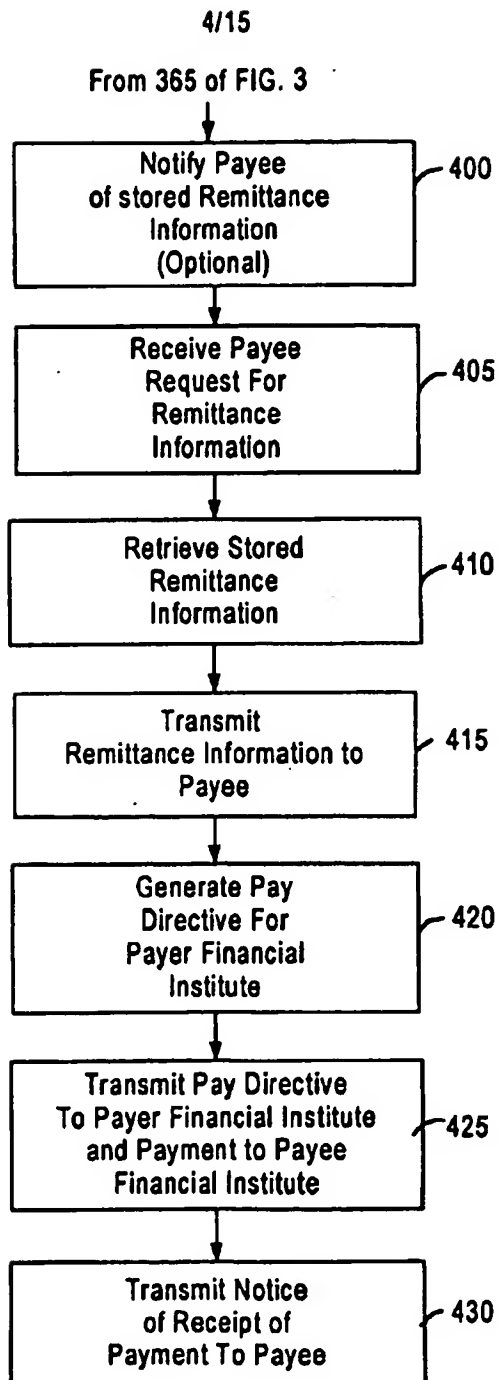 4/15
From 365 of FIG. 3
Notify Payee
of stored Remittance
Information
(Optional)
400
Receive Payee
Request For
Remittance
Information
405
Retrieve Stored
Remittance
Information
410
Transmit
Remittance Information to
Payee
415
Generate Pay
Directive For
Payer Financial
Institute
420
Transmit Pay Directive
To Payer Financial Institute
and Payment to Payee
Financial Institute
425
Transmit Notice
of Receipt of
Payment To Payee
430